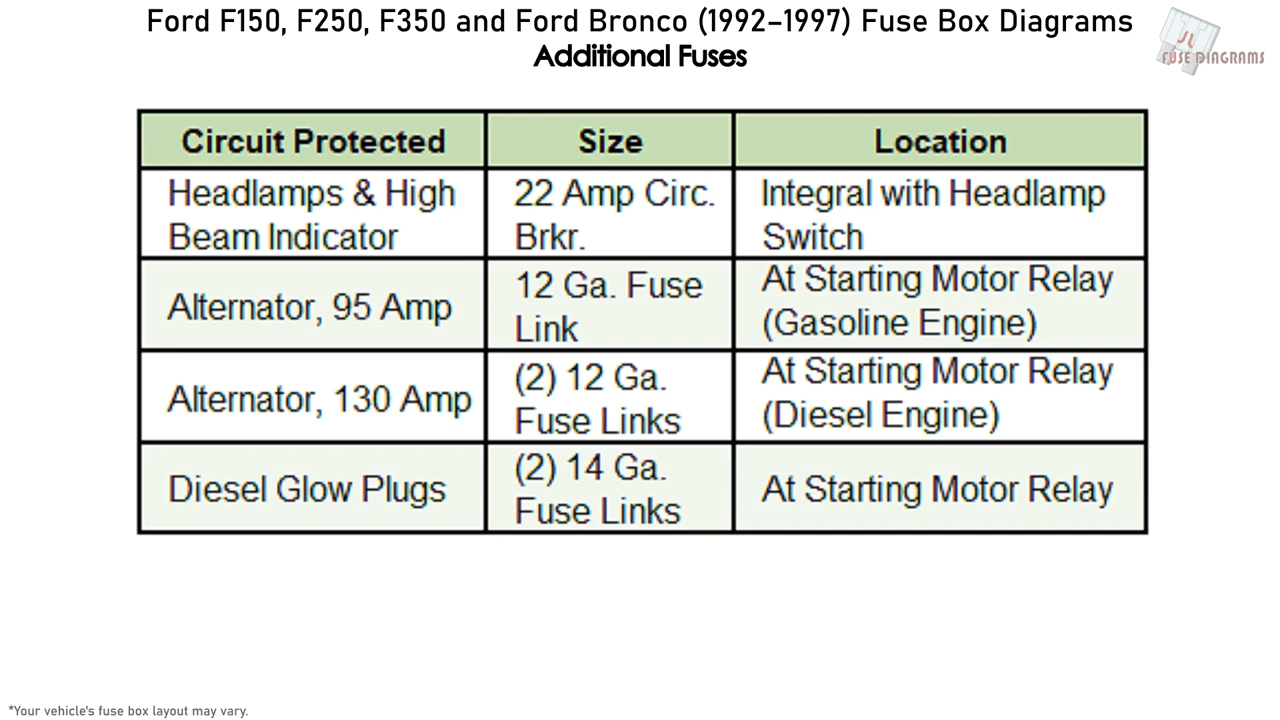 Ford F150, F250, F350 and Ford Bronco (1992–1997) Fuse Box Diagrams
Additional Fuses
JL
FUSE DIAGRAMS
Circuit Protected Size Location
Headlamps & High
Beam Indicator
22 Amp Circ.
Brkr.
Integral with Headlamp
Switch
Alternator, 95 Amp
12 Ga. Fuse
Link
At Starting Motor Relay
(Gasoline Engine)
Alternator, 130 Amp
(2) 12 Ga.
Fuse Links
At Starting Motor Relay
(Diesel Engine)
Diesel Glow Plugs
(2) 14 Ga.
Fuse Links
At Starting Motor Relay
*Your vehicle's fuse box layout may vary.